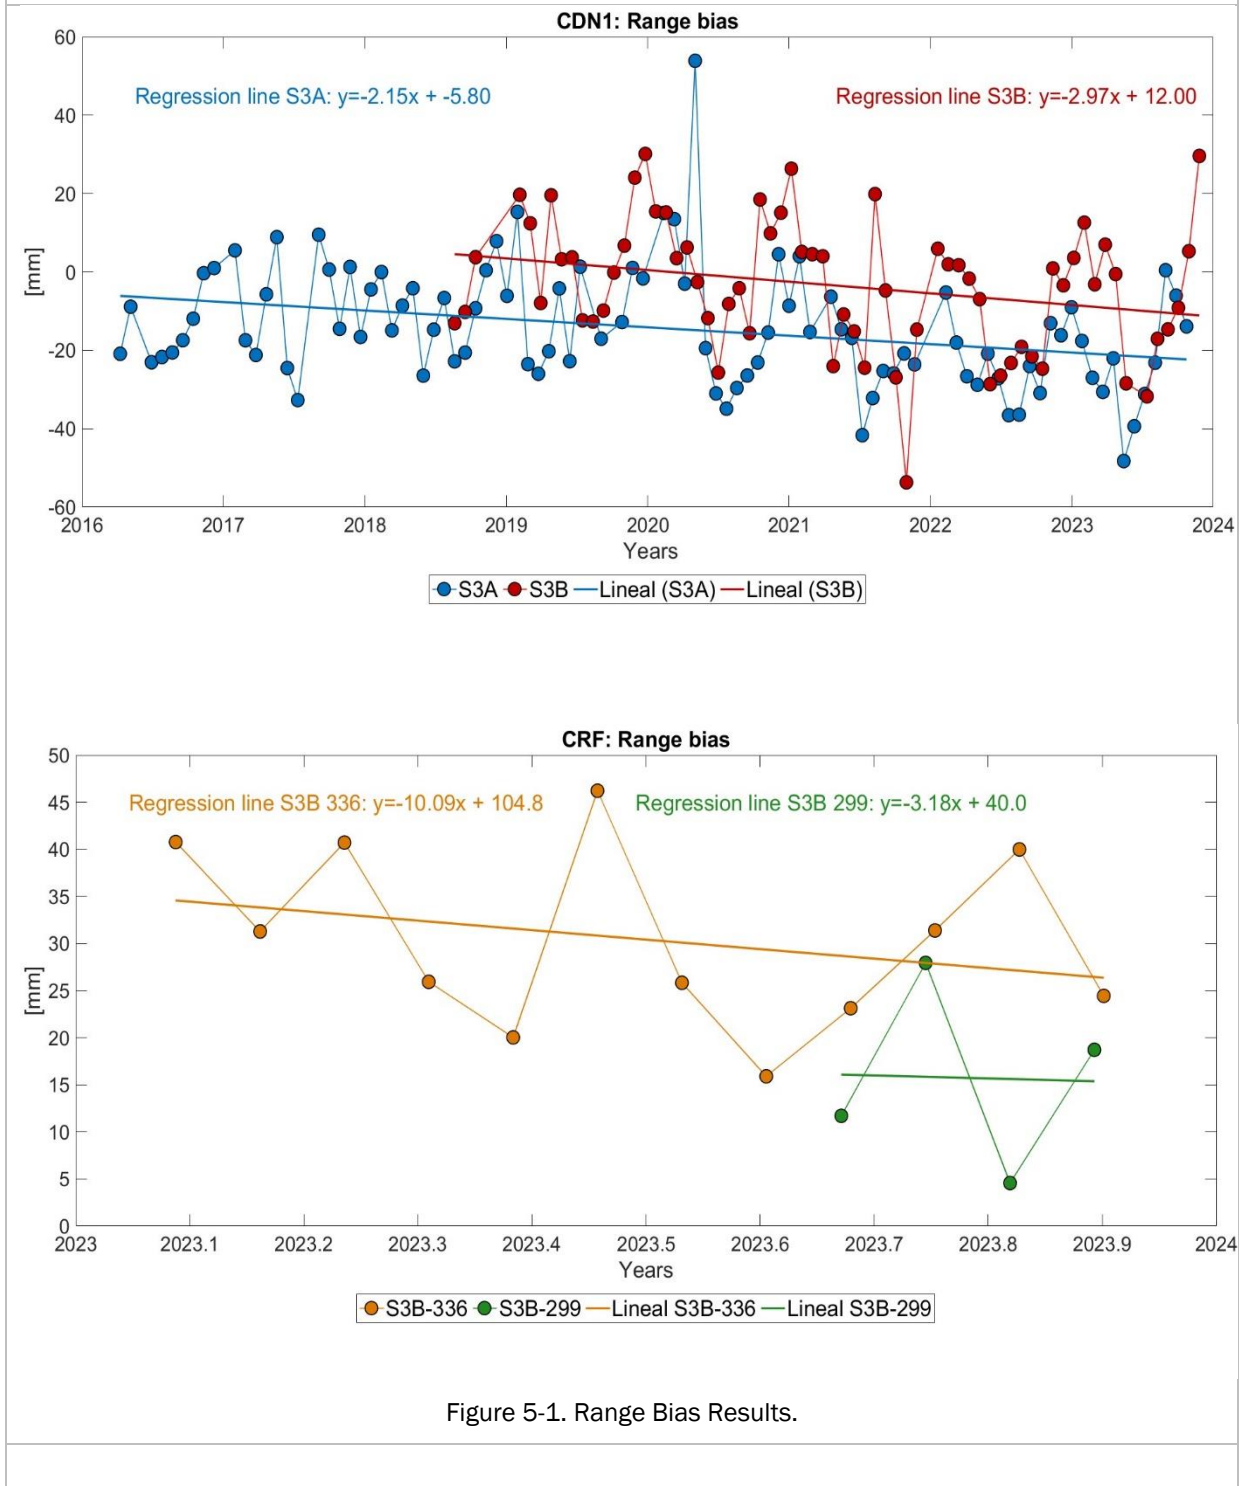 CDN1: Range bias
60
Regression line S3A: y=-2.15x + -5.80
Regression line S3B: y=-2.97x + 12.00
40
20
0
-20
-40
-60
[mm]
2016 2017 2018 2019 2020 2021 2022 2023 2024
Years
S3A S3B Lineal (S3A) Lineal (S3B)
CRF: Range bias
50
Regression line S3B 336: y=-10.09x + 104.8
Regression line S3B 299: y=-3.18x + 40.0
45
40
35
30
25
20
15
10
5
0
[mm]
2023 2023.1 2023.2 2023.3 2023.4 2023.5 2023.6 2023.7 2023.8 2023.9 2024
Years
S3B-336 S3B-299 Lineal S3B-336 Lineal S3B-299
Figure 5-1. Range Bias Results.